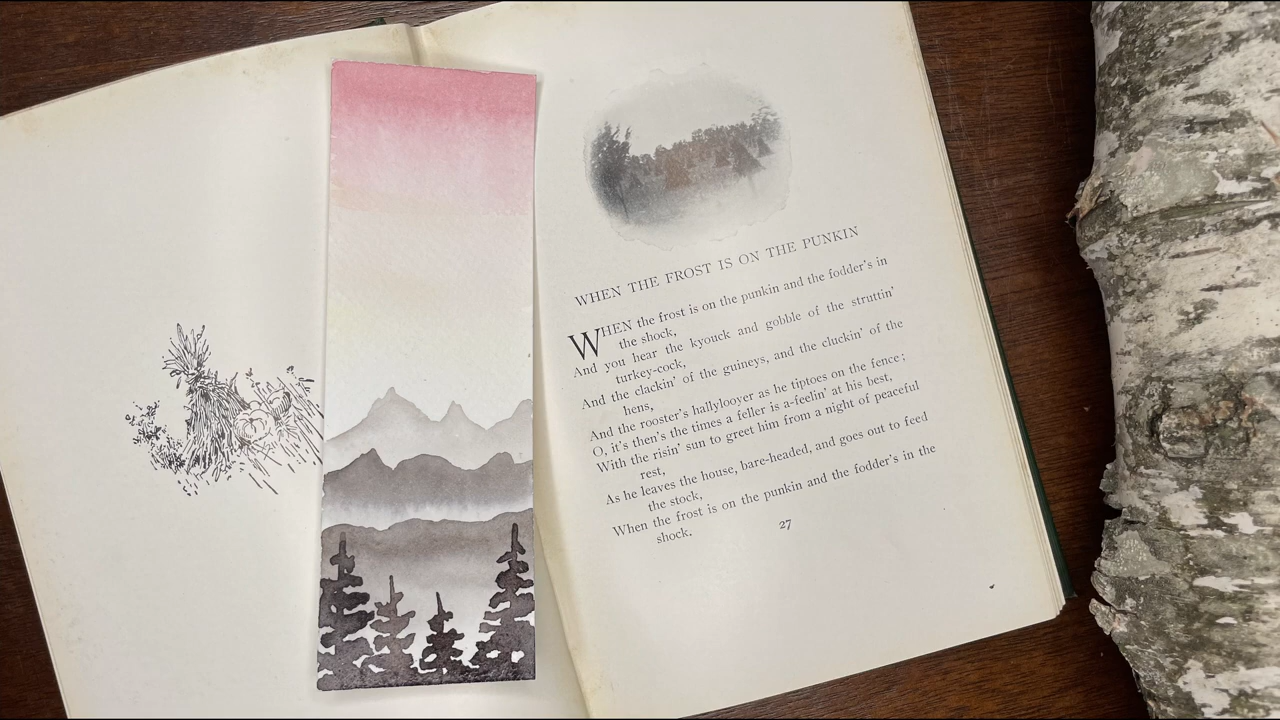 WHEN THE FROST IS ON THE PUNKIN
WHEN the frost is on the punkin and the fodder's in
the shock,
And you hear the kyouck and gobble of the struttin'
turkey-cock,
And the clackin' of the guineys, and the cluckin' of the
hens,
And the rooster's hallylooyer as he tiptoes on the fence;
O, it's then's the times a feller is a-feelin' at his best,
With the risin' sun to greet him from a night of peaceful
rest,
As he leaves the house, bare-headed, and goes out to feed
the stock,
When the frost is on the punkin and the fodder's in the
shock.
27